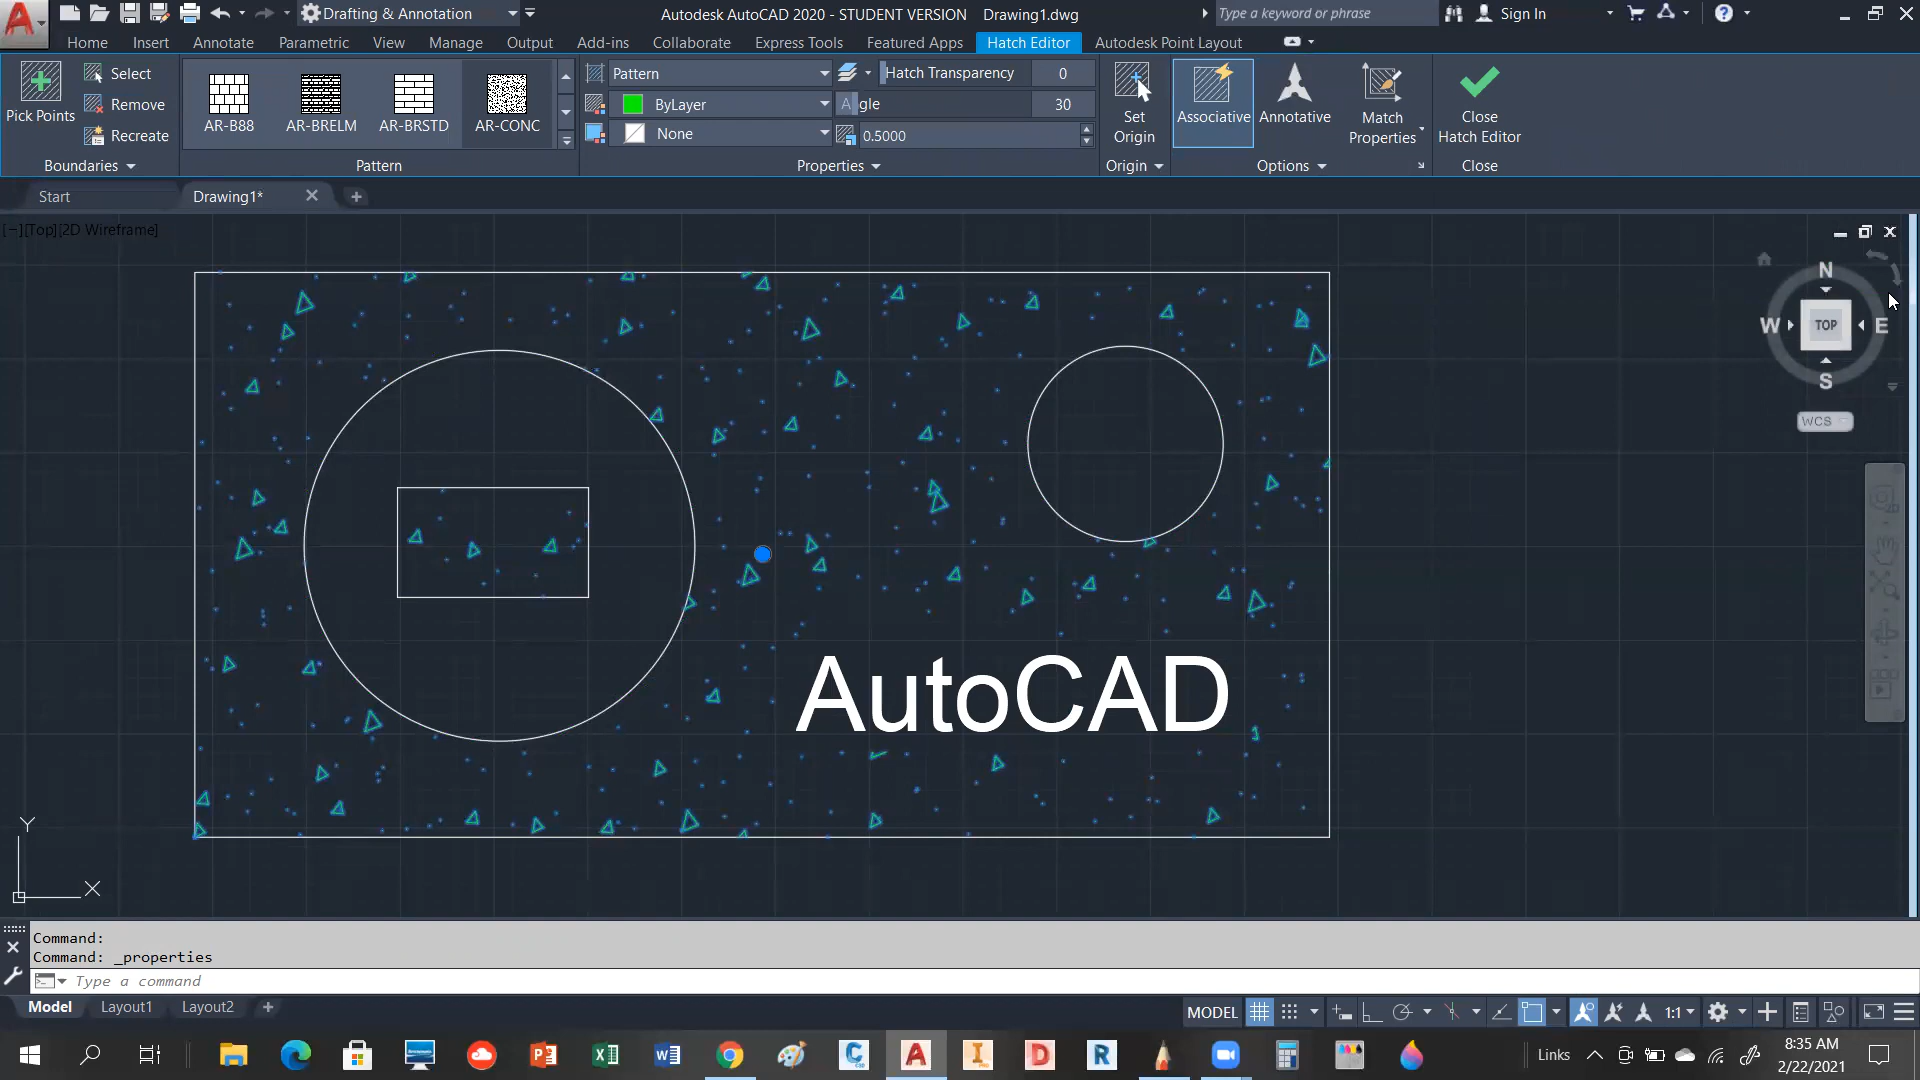 Drafting & Annotation
Autodesk AutoCAD 2020 - STUDENT VERSION Drawing1.dwg
Type a keyword or phrase
Sign In
Home Insert Annotate Parametric View Manage Output Add-ins Collaborate Express Tools Featured Apps Hatch Editor Autodesk Point Layout
Pick Points
Select
Remove
Recreate
Boundaries
AR-B88 AR-BRELM AR-BRSTD AR-CONC
Pattern
Pattern
ByLayer
None
Hatch Transparency 0
Angle 30
0.5000
Properties
Set Origin
Origin
Associative
Annotative
Match Properties
Options
Close Hatch Editor
Close
Start Drawing1*
[−][Top][2D Wireframe]
N
W TOP E
S
WCS
AutoCAD
Y
X
Command:
Command: _properties
Type a command
Model Layout1 Layout2
MODEL 1:1
Links
8:35 AM
2/22/2021